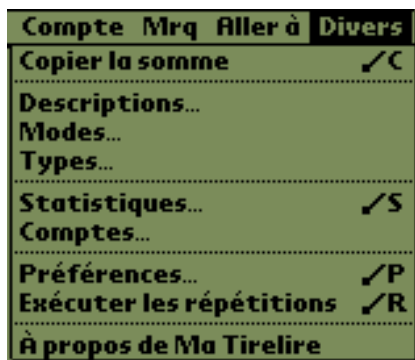 Compte Mrq Aller à Divers
Copier la somme ⁄C
Descriptions...
Modes...
Types...
Statistiques... ⁄S
Comptes...
Préférences... ⁄P
Exécuter les répétitions ⁄R
À propos de Ma Tirelire